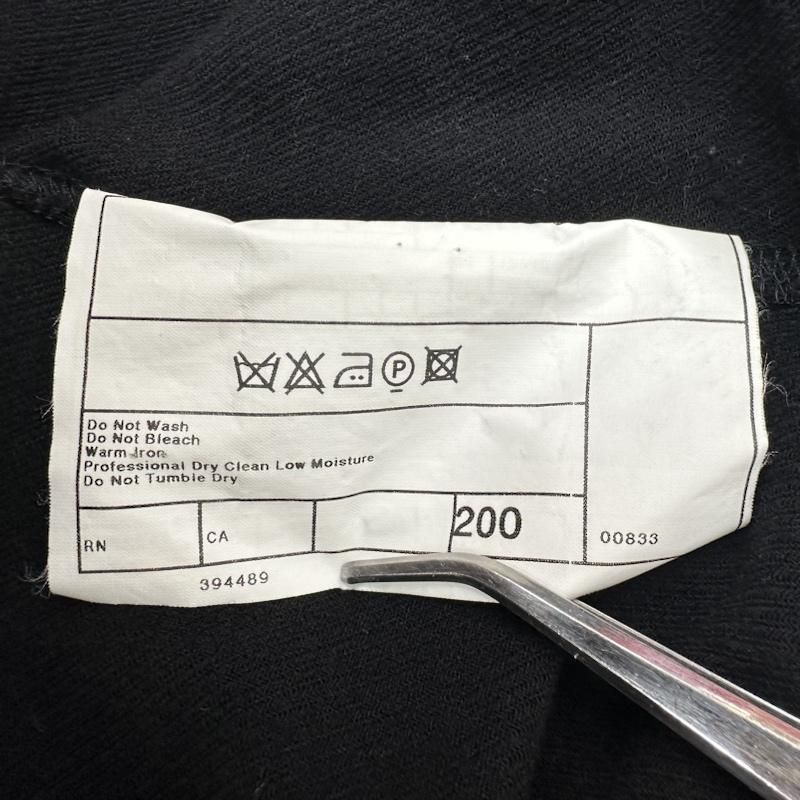 P
Do Not Wash
Do Not Bleach
Warm Iron
Professional Dry Clean Low Moisture
Do Not Tumble Dry
RN
CA
200
00833
394489